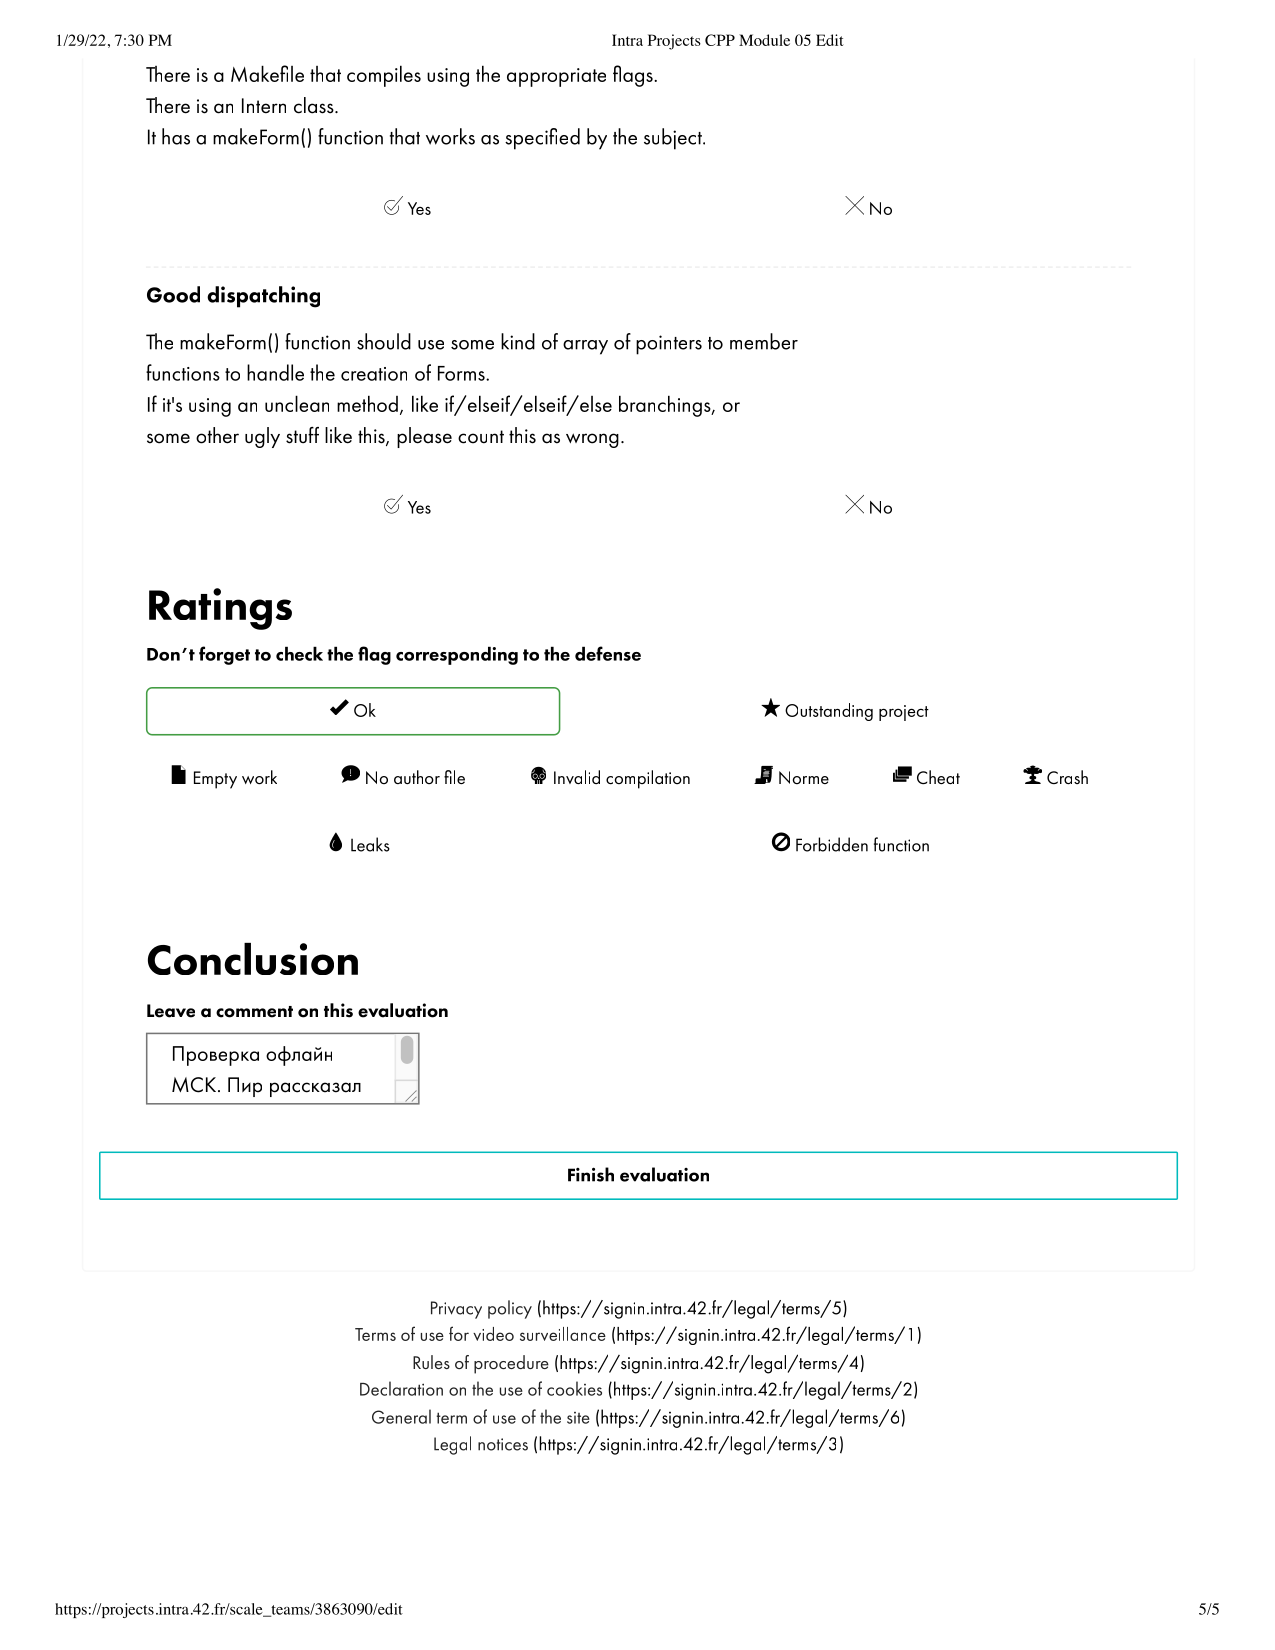 1/29/22, 7:30 PM
Intra Projects CPP Module 05 Edit
There is a Makefile that compiles using the appropriate flags.
There is an Intern class.
It has a makeForm() function that works as specified by the subject.
Yes
No
Good dispatching
The makeForm() function should use some kind of array of pointers to member
functions to handle the creation of Forms.
If it's using an unclean method, like if/elseif/elseif/else branchings, or
some other ugly stuff like this, please count this as wrong.
Yes
No
Ratings
Don’t forget to check the flag corresponding to the defense
Ok
Outstanding project
Empty work
No author file
Invalid compilation
Norme
Cheat
Crash
Leaks
Forbidden function
Conclusion
Leave a comment on this evaluation
Проверка офлайн
МСК. Пир рассказал
Finish evaluation
Privacy policy (https://signin.intra.42.fr/legal/terms/5)
Terms of use for video surveillance (https://signin.intra.42.fr/legal/terms/1)
Rules of procedure (https://signin.intra.42.fr/legal/terms/4)
Declaration on the use of cookies (https://signin.intra.42.fr/legal/terms/2)
General term of use of the site (https://signin.intra.42.fr/legal/terms/6)
Legal notices (https://signin.intra.42.fr/legal/terms/3)
https://projects.intra.42.fr/scale_teams/3863090/edit
5/5